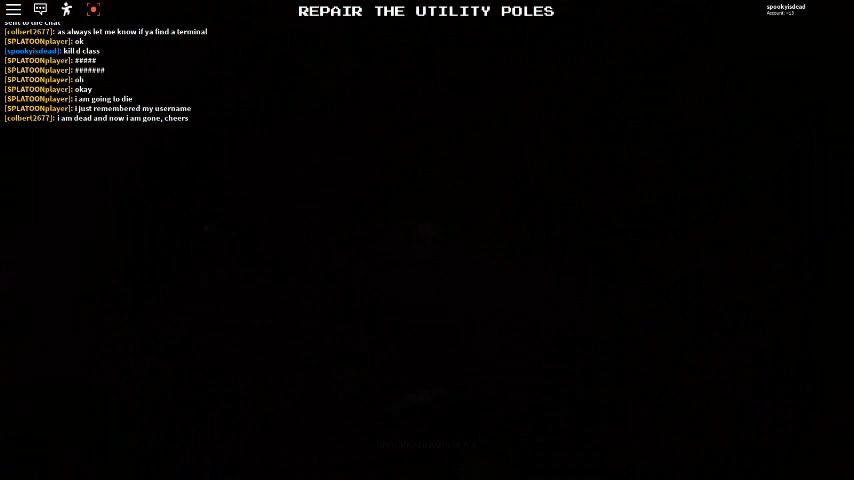 REPAIR THE UTILITY POLES
spookyisdead
Account: +13
sent to the chat
[colbert2677]: as always let me know if ya find a terminal
[SPLATOONplayer]: ok
[spookyisdead]: kill d class
[SPLATOONplayer]: #####
[SPLATOONplayer]: #######
[SPLATOONplayer]: oh
[SPLATOONplayer]: okay
[SPLATOONplayer]: i am going to die
[SPLATOONplayer]: i just remembered my username
[colbert2677]: i am dead and now i am gone, cheers